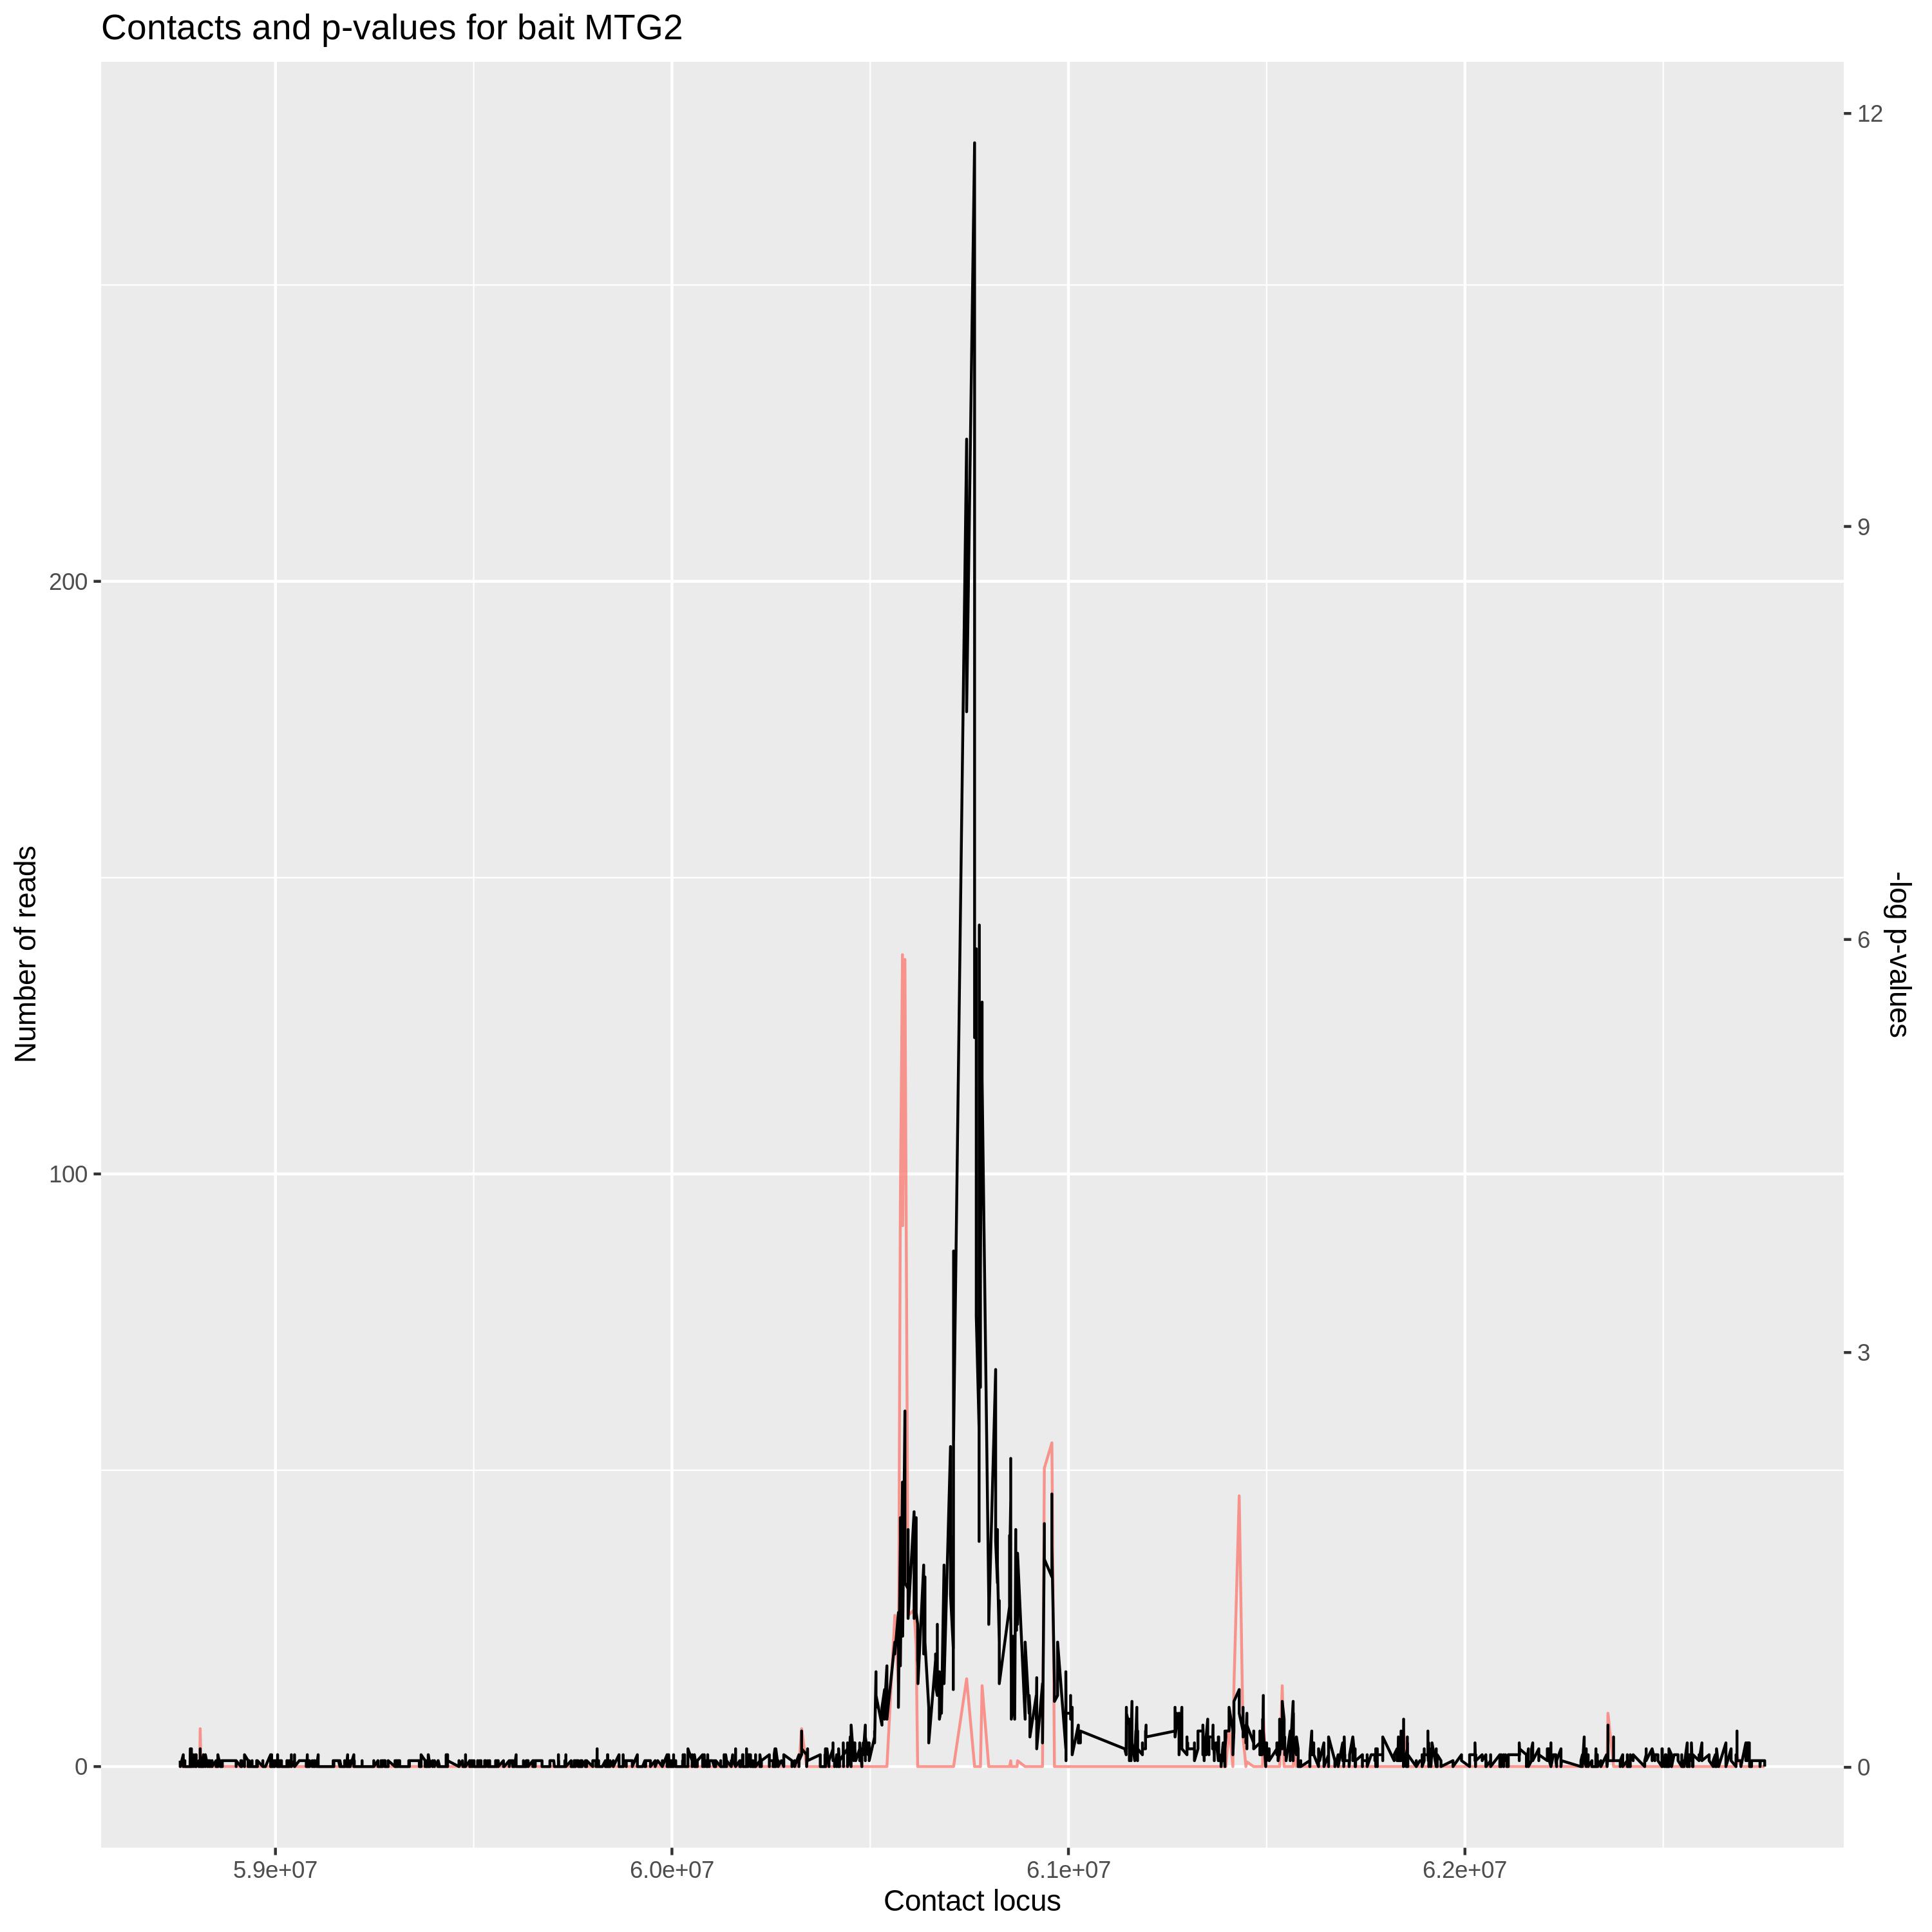 Contacts and p-values for bait MTG2
12
9
200
Number of reads
-log p-values
6
100
3
0
0
5.9e+07
6.0e+07
6.1e+07
6.2e+07
Contact locus